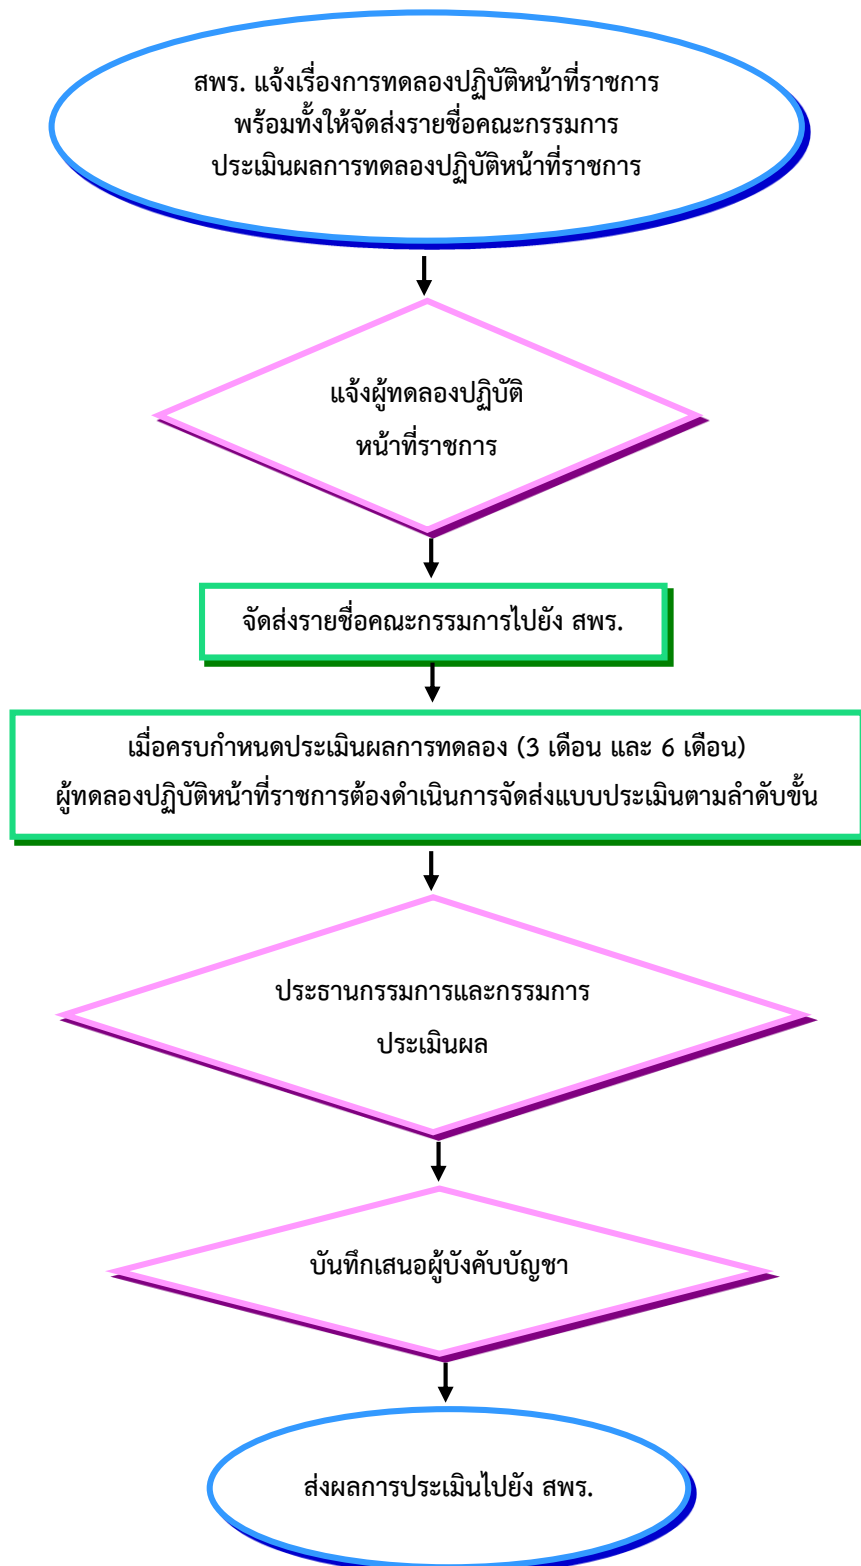 สพร. แจ้งเรื่องการทดลองปฏิบัติหน้าที่ราชการ
พร้อมทั้งให้จัดส่งรายชื่อคณะกรรมการ
ประเมินผลการทดลองปฏิบัติหน้าที่ราชการ
แจ้งผู้ทดลองปฏิบัติ
หน้าที่ราชการ
จัดส่งรายชื่อคณะกรรมการไปยัง สพร.
เมื่อครบกำหนดประเมินผลการทดลอง (3 เดือน และ 6 เดือน)
ผู้ทดลองปฏิบัติหน้าที่ราชการต้องดำเนินการจัดส่งแบบประเมินตามลำดับขั้น
ประธานกรรมการและกรรมการ
ประเมินผล
บันทึกเสนอผู้บังคับบัญชา
ส่งผลการประเมินไปยัง สพร.